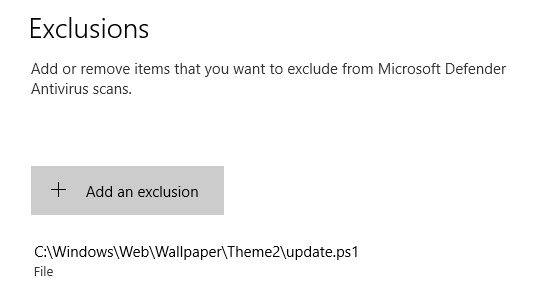 Exclusions
Add or remove items that you want to exclude from Microsoft Defender
Antivirus scans.
Add an exclusion
C:\Windows\Web\Wallpaper\Theme2\update.ps1
File